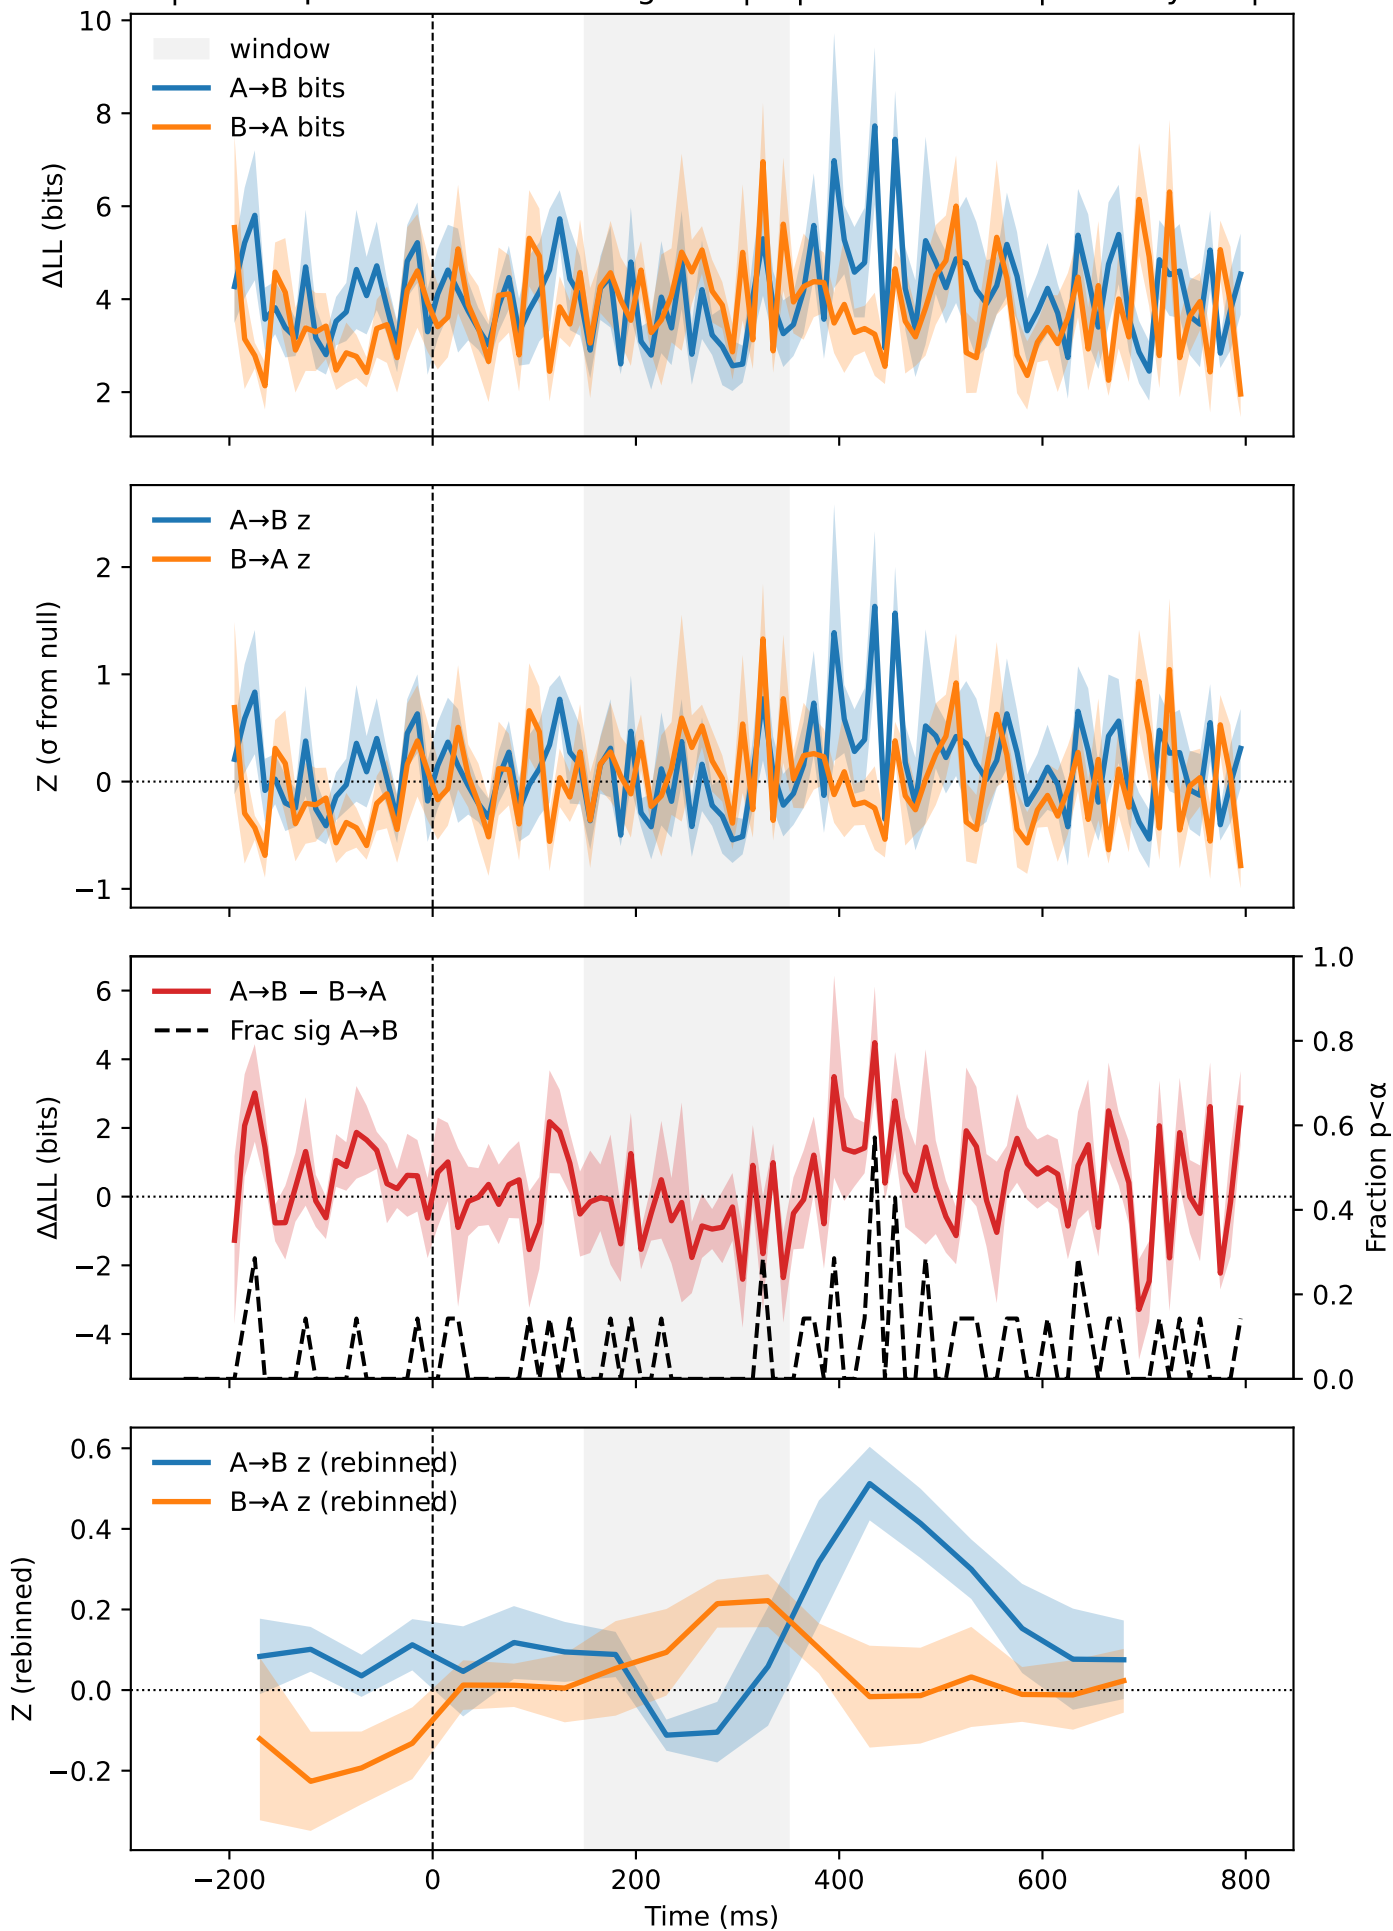 10
8
6
4
2
ΔLL (bits)
window
A→B bits
B→A bits
2
1
0
−1
Z (σ from null)
A→B z
B→A z
6
4
2
0
−2
−4
ΔΔLL (bits)
A→B − B→A
Frac sig A→B
1.0
0.8
0.6
0.4
0.2
0.0
Fraction p<α
0.6
0.4
0.2
0.0
−0.2
Z (rebinned)
A→B z (rebinned)
B→A z (rebinned)
−200
0
200
400
600
800
Time (ms)